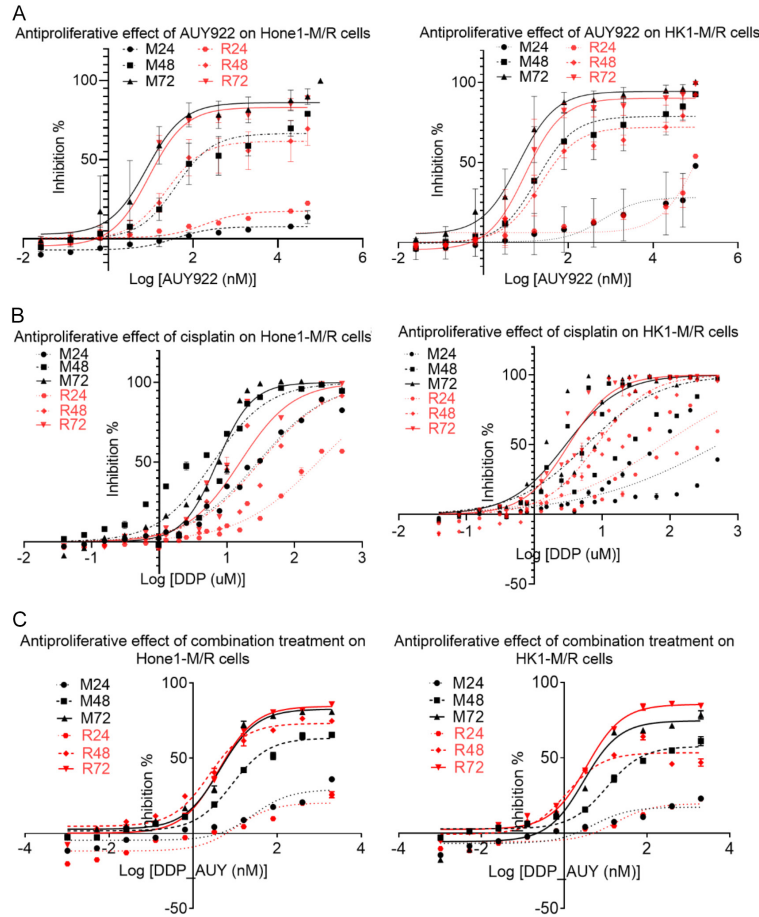 A
Antiproliferative effect of AUY922 on Hone1-M/R cells
M24
R24
M48
R48
M72
R72
100
50
Inhibition %
-2
0
2
4
6
Log [AUY922 (nM)]
Antiproliferative effect of AUY922 on HK1-M/R cells
M24
R24
M48
R48
M72
R72
100
50
Inhibition %
-2
0
2
4
6
Log [AUY922 (nM)]
B
Antiproliferative effect of cisplatin on Hone1-M/R cells
M24
M48
M72
R24
R48
R72
100
50
Inhibition %
-2
-1
0
1
2
3
Log [DDP (uM)]
Antiproliferative effect of cisplatin on HK1-M/R cells
M24
M48
M72
R24
R48
R72
100
50
Inhibition %
-2
-1
0
1
2
3
Log [DDP (uM)]
-50
C
Antiproliferative effect of combination treatment on
Hone1-M/R cells
M24
M48
M72
R24
R48
R72
100
50
Inhibition %
-4
-2
0
2
4
Log [DDP_AUY (nM)]
-50
Antiproliferative effect of combination treatment on
HK1-M/R cells
M24
M48
M72
R24
R48
R72
100
50
Inhibition %
-4
-2
0
2
4
Log [DDP_AUY (nM)]
-50